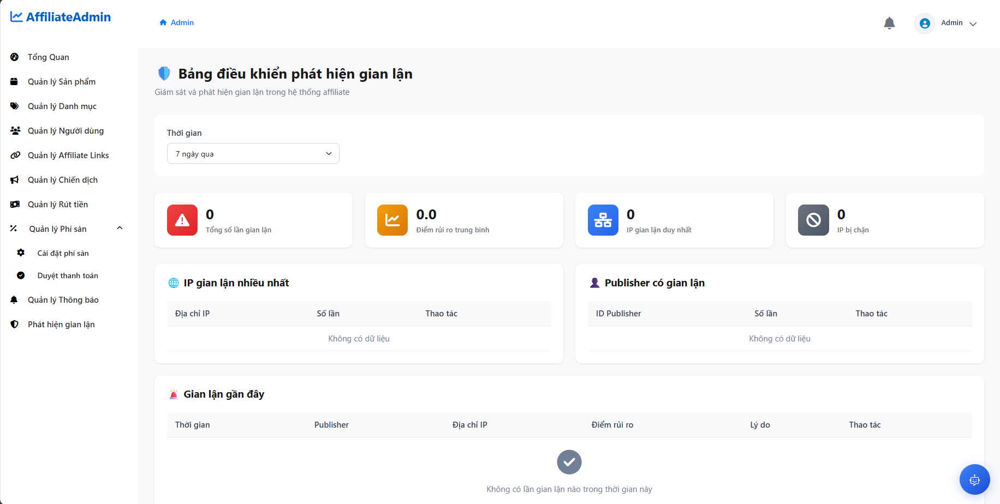 AffiliateAdmin
Admin
Admin
Tổng Quan
Quản lý Sản phẩm
Quản lý Danh mục
Quản lý Người dùng
Quản lý Affiliate Links
Quản lý Chiến dịch
Quản lý Rút tiền
Quản lý Phí sàn
Cài đặt phí sàn
Duyệt thanh toán
Quản lý Thông báo
Phát hiện gian lận
Bảng điều khiển phát hiện gian lận
Giám sát và phát hiện gian lận trong hệ thống affiliate
Thời gian
7 ngày qua
0
Tổng số lần gian lận
0.0
Điểm rủi ro trung bình
0
IP gian lận duy nhất
0
IP bị chặn
IP gian lận nhiều nhất
Địa chỉ IP Số lần Thao tác
Không có dữ liệu
Publisher có gian lận
ID Publisher Số lần Thao tác
Không có dữ liệu
Gian lận gần đây
Thời gian Publisher Địa chỉ IP Điểm rủi ro Lý do Thao tác
Không có lần gian lận nào trong thời gian này